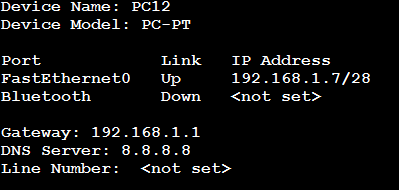 Device Name: PC12
Device Model: PC-PT
Port Link IP Address
FastEthernet0 Up 192.168.1.7/28
Bluetooth Down <not set>
Gateway: 192.168.1.1
DNS Server: 8.8.8.8
Line Number: <not set>